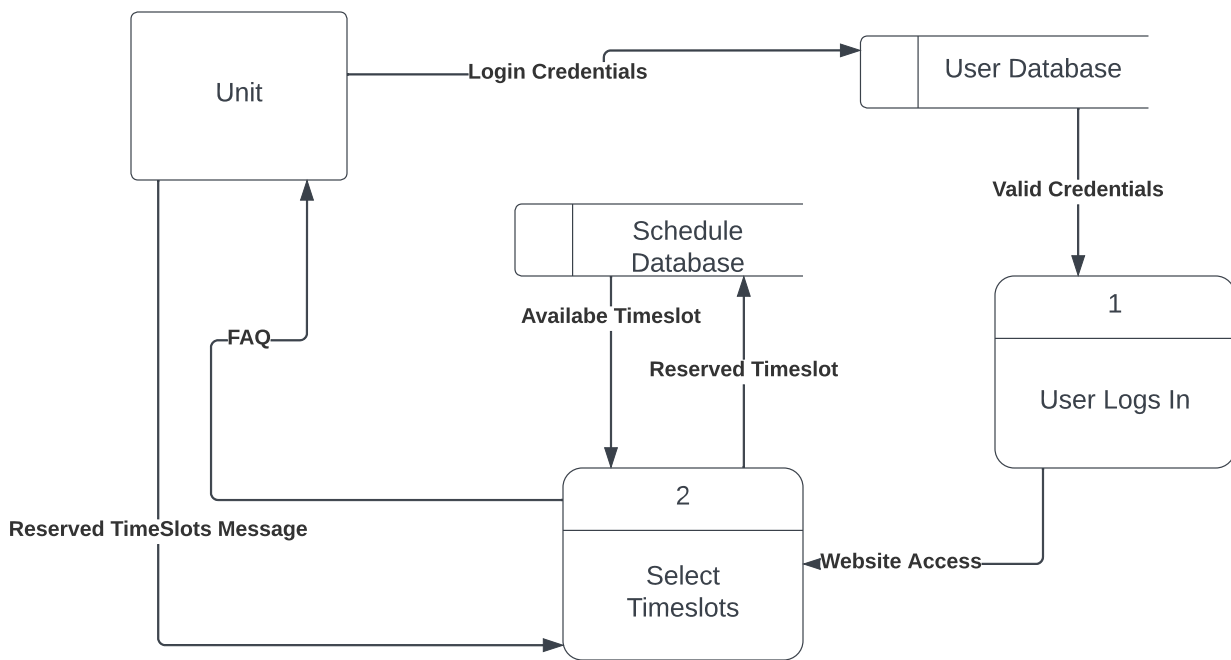 Unit
Login Credentials
User Database
Valid Credentials
Schedule
Database
Availabe Timeslot
Reserved Timeslot
FAQ
1
User Logs In
2
Select
Timeslots
Reserved TimeSlots Message
Website Access